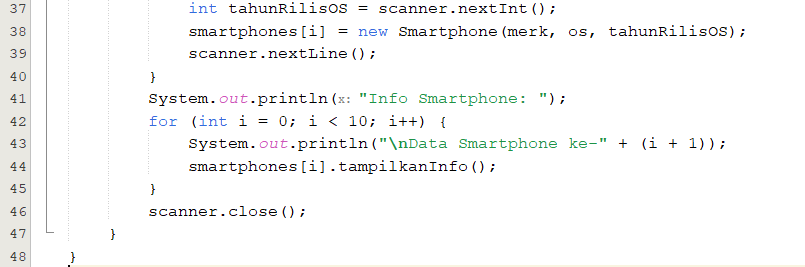 37 int tahunRilisOS = scanner.nextInt();
38 smartphones[i] = new Smartphone(merk, os, tahunRilisOS);
39 scanner.nextLine();
40 }
41 System.out.println(x: "Info Smartphone: ");
42 for (int i = 0; i < 10; i++) {
43 System.out.println("\nData Smartphone ke-" + (i + 1));
44 smartphones[i].tampilkanInfo();
45 }
46 scanner.close();
47 }
48 }